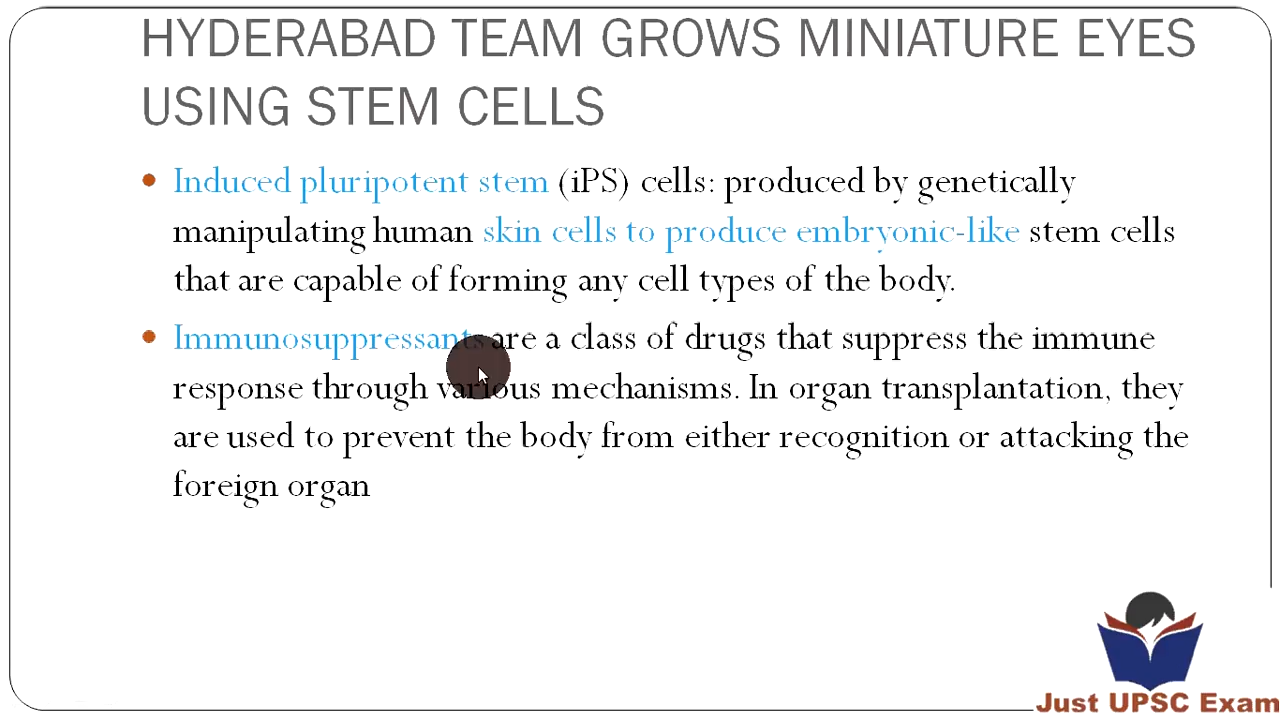 HYDERABAD TEAM GROWS MINIATURE EYES
USING STEM CELLS
• Induced pluripotent stem (iPS) cells: produced by genetically
manipulating human skin cells to produce embryonic-like stem cells
that are capable of forming any cell types of the body.
• Immunosuppressants are a class of drugs that suppress the immune
response through various mechanisms. In organ transplantation, they
are used to prevent the body from either recognition or attacking the
foreign organ
Just UPSC Exam